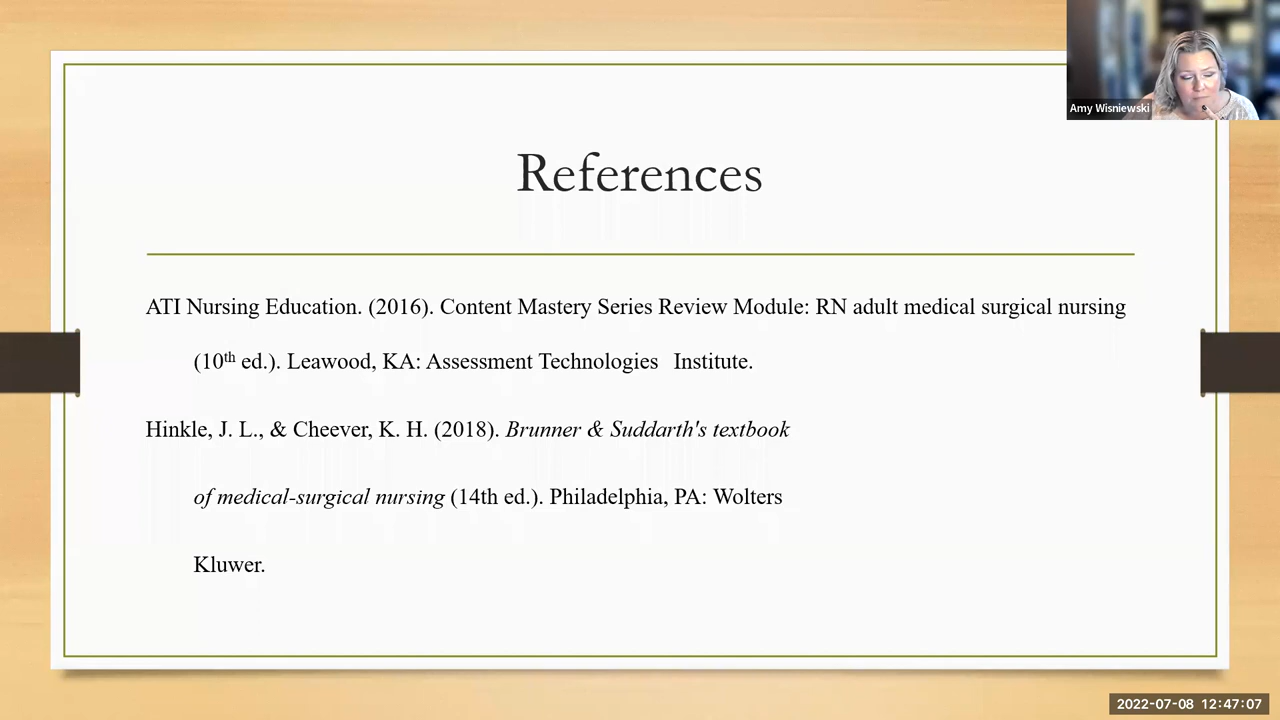 Amy Wisniewski
References
ATI Nursing Education. (2016). Content Mastery Series Review Module: RN adult medical surgical nursing
(10th ed.). Leawood, KA: Assessment Technologies Institute.
Hinkle, J. L., & Cheever, K. H. (2018). Brunner & Suddarth's textbook
of medical-surgical nursing (14th ed.). Philadelphia, PA: Wolters
Kluwer.
2022-07-08 12:47:07